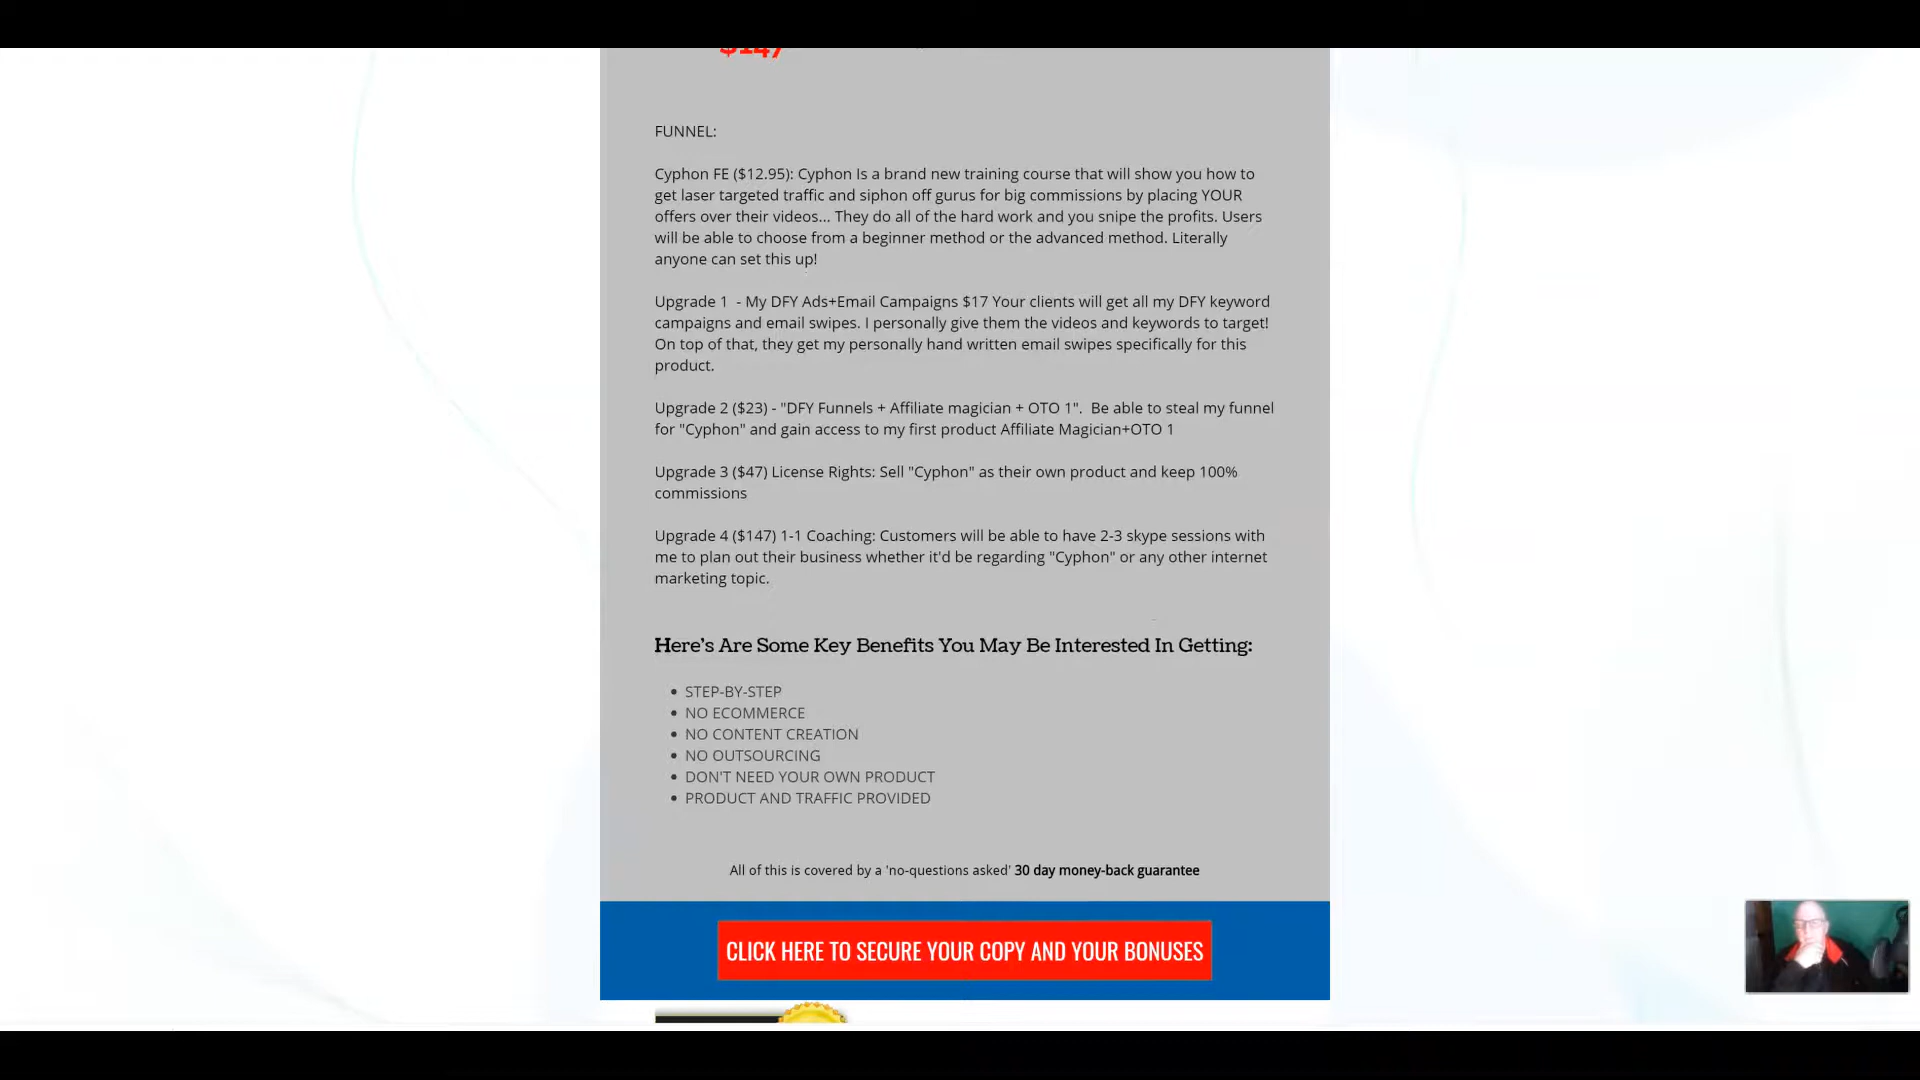 $147
FUNNEL:
Cyphon FE ($12.95): Cyphon Is a brand new training course that will show you how to
get laser targeted traffic and siphon off gurus for big commissions by placing YOUR
offers over their videos... They do all of the hard work and you snipe the profits. Users
will be able to choose from a beginner method or the advanced method. Literally
anyone can set this up!
Upgrade 1  - My DFY Ads+Email Campaigns $17 Your clients will get all my DFY keyword
campaigns and email swipes. I personally give them the videos and keywords to target!
On top of that, they get my personally hand written email swipes specifically for this
product.
Upgrade 2 ($23) - "DFY Funnels + Affiliate magician + OTO 1".  Be able to steal my funnel
for "Cyphon" and gain access to my first product Affiliate Magician+OTO 1
Upgrade 3 ($47) License Rights: Sell "Cyphon" as their own product and keep 100%
commissions
Upgrade 4 ($147) 1-1 Coaching: Customers will be able to have 2-3 skype sessions with
me to plan out their business whether it'd be regarding "Cyphon" or any other internet
marketing topic.
Here's Are Some Key Benefits You May Be Interested In Getting:
• STEP-BY-STEP
• NO ECOMMERCE
• NO CONTENT CREATION
• NO OUTSOURCING
• DON'T NEED YOUR OWN PRODUCT
• PRODUCT AND TRAFFIC PROVIDED
All of this is covered by a 'no-questions asked' 30 day money-back guarantee
CLICK HERE TO SECURE YOUR COPY AND YOUR BONUSES